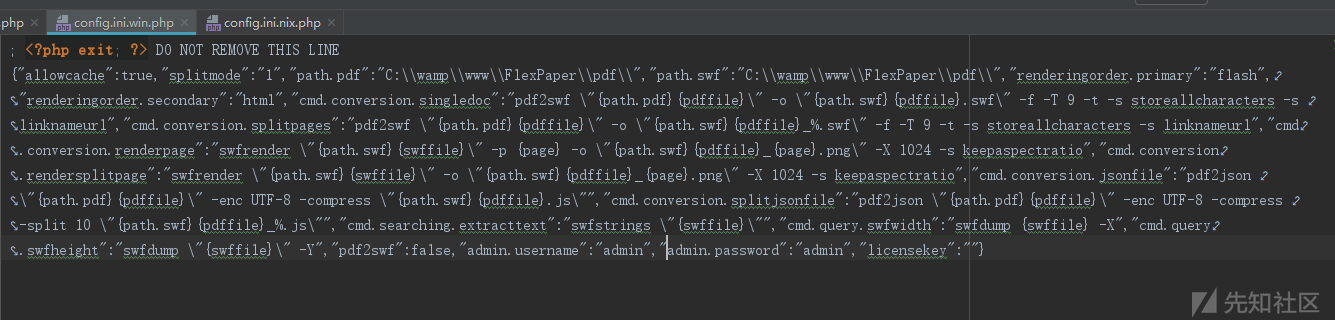 .php
config.ini.win.php
config.ini.nix.php
; <?php exit; ?> DO NOT REMOVE THIS LINE
{"allowcache":true,"splitmode":"1","path.pdf":"C:\\wamp\\www\\FlexPaper\\pdf\\","path.swf":"C:\\wamp\\www\\FlexPaper\\pdf\\","renderingorder.primary":"flash",
"renderingorder.secondary":"html","cmd.conversion.singledoc":"pdf2swf \"{path.pdf}{pdffile}\" -o \"{path.swf}{pdffile}.swf\" -f -T 9 -t -s storeallcharacters -s
linknameurl","cmd.conversion.splitpages":"pdf2swf \"{path.pdf}{pdffile}\" -o \"{path.swf}{pdffile}_%.swf\" -f -T 9 -t -s storeallcharacters -s linknameurl","cmd
.conversion.renderpage":"swfrender \"{path.swf}{swffile}\" -p {page} -o \"{path.swf}{pdffile}_{page}.png\" -X 1024 -s keepaspectratio","cmd.conversion
.rendersplitpage":"swfrender \"{path.swf}{swffile}\" -o \"{path.swf}{pdffile}_{page}.png\" -X 1024 -s keepaspectratio","cmd.conversion.jsonfile":"pdf2json
\"{path.pdf}{pdffile}\" -enc UTF-8 -compress \"{path.swf}{pdffile}.js\"","cmd.conversion.splitjsonfile":"pdf2json \"{path.pdf}{pdffile}\" -enc UTF-8 -compress
-split 10 \"{path.swf}{pdffile}_%.js\"","cmd.searching.extracttext":"swfstrings \"{swffile}\"","cmd.query.swfwidth":"swfdump {swffile} -X","cmd.query
.swfheight":"swfdump \"{swffile}\" -Y","pdf2swf":false,"admin.username":"admin","admin.password":"admin","licensekey":""}
先知社区